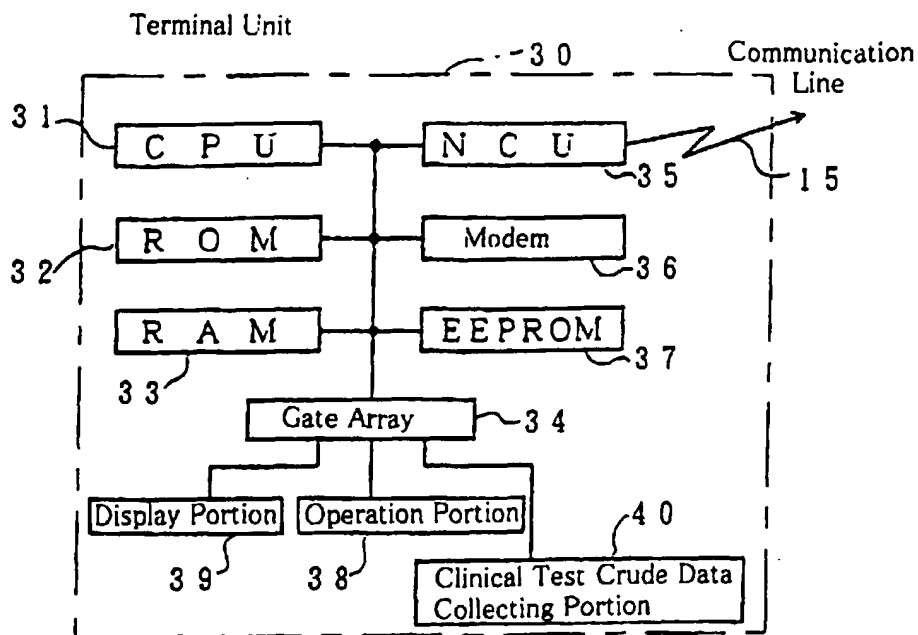 Terminal Unit
30
Communication
Line
31
CPU
NCU
35
15
32
ROM
Modem
36
RAM
33
EEPROM
37
Gate Array
34
Display Portion
39
Operation Portion
38
40
Clinical Test Crude Data
Collecting Portion